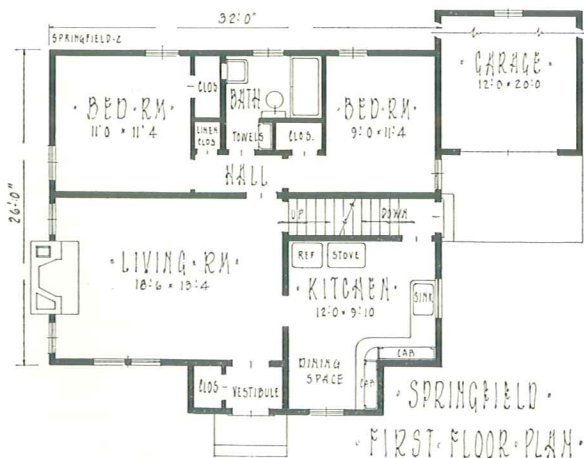 32'-0"
SPRINGFIELD-2
GARAGE
12'0 × 20'0
CLOS
BATH
BED-RM
11'0 × 11'4
BED-RM
9'0 × 11'4
LINEN
CLOS
TOWELS
CLOS.
HALL
26'-0"
UP
DOWN
REF
STOVE
LIVING-RM
18'6 × 13'4
KITCHEN
12'0 × 9'10
SINK
CAB
DINING
SPACE
CAB
CLOS
VESTIBULE
·SPRINGFIELD·
·FIRST·FLOOR·PLAN·